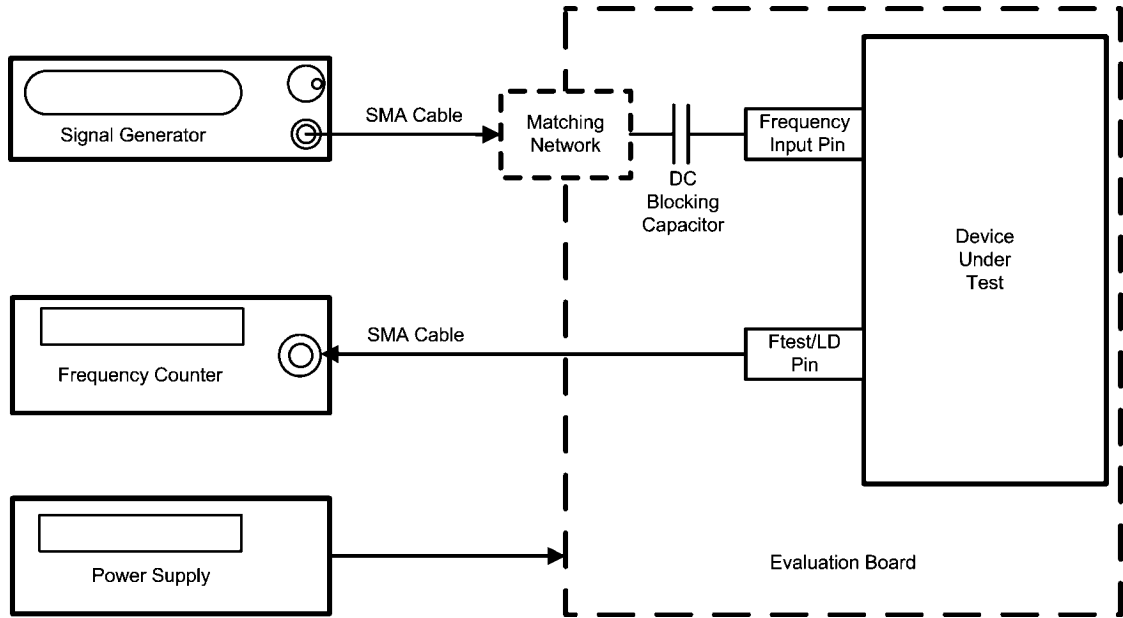 Signal Generator
SMA Cable
Matching
Network
DC
Blocking
Capacitor
Frequency
Input Pin
Device
Under
Test
Frequency Counter
SMA Cable
Ftest/LD
Pin
Power Supply
Evaluation Board